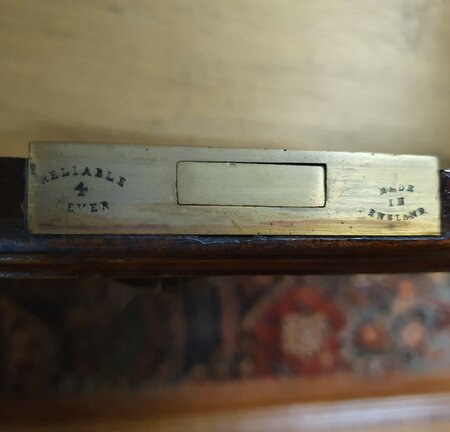 RELIABLE
4
LEVER
MADE
IN
ENGLAND